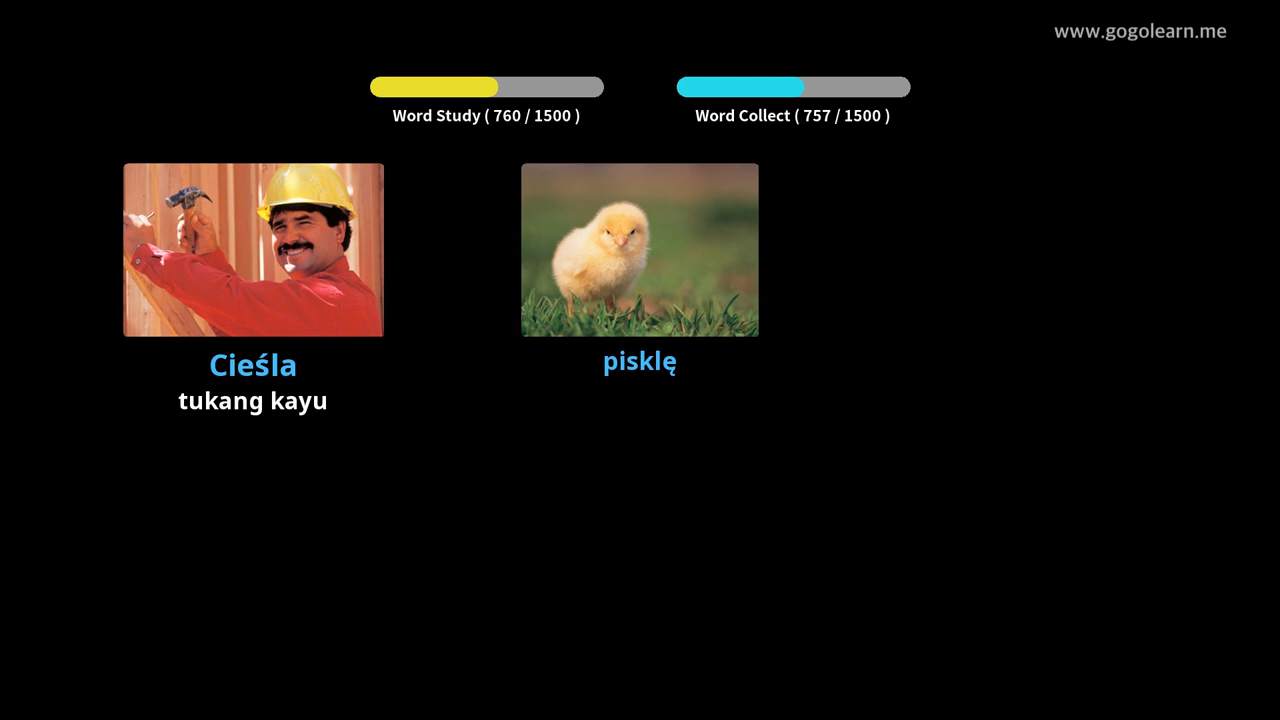 www.gogolearn.me
Word Study ( 760 / 1500 )
Word Collect ( 757 / 1500 )
Cieśla
tukang kayu
pisklę